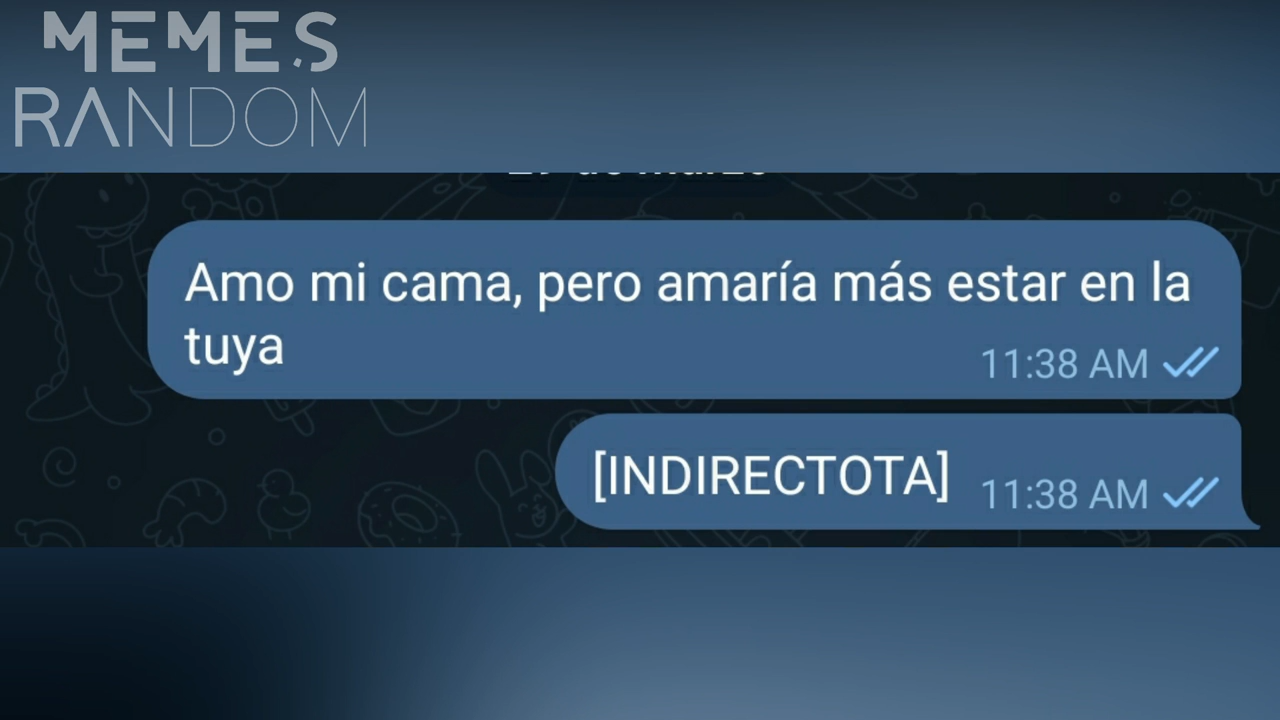 MEMES
RANDOM
Amo mi cama, pero amaría más estar en la
tuya
11:38 AM
[INDIRECTOTA]
11:38 AM